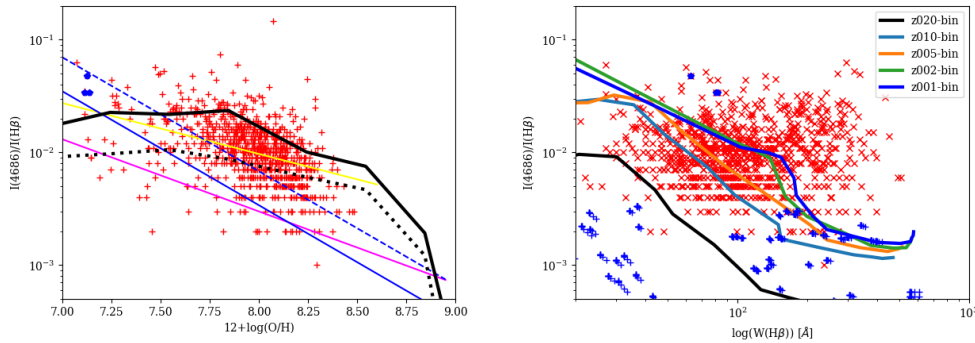 10⁻¹
10⁻²
10⁻³
I(4686)/I(Hβ)
7.00 7.25 7.50 7.75 8.00 8.25 8.50 8.75 9.00
12+log(O/H)
10⁻¹
10⁻²
10⁻³
I(4686)/I(Hβ)
z020-bin
z010-bin
z005-bin
z002-bin
z001-bin
10² 10³
log(W(Hβ)) [Å]